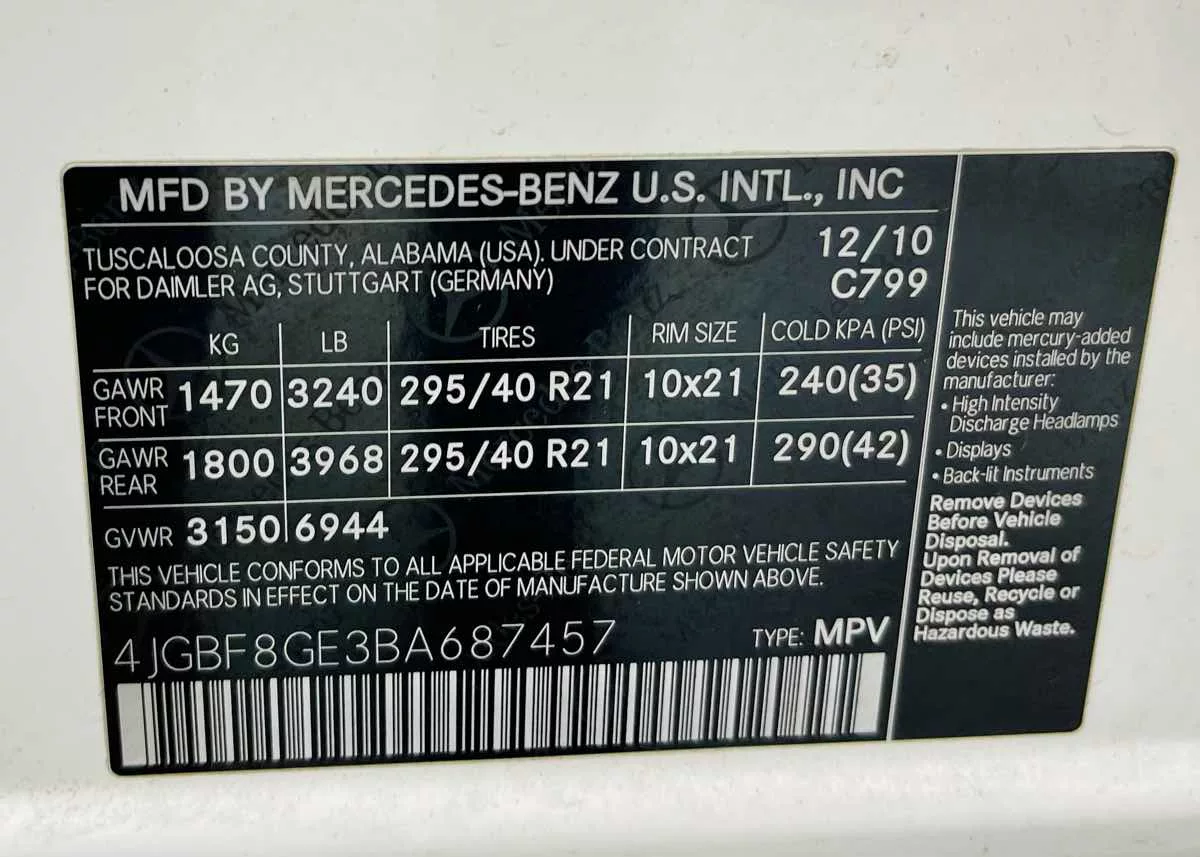 MFD BY MERCEDES-BENZ U.S. INTL., INC
TUSCALOOSA COUNTY, ALABAMA (USA). UNDER CONTRACT
FOR DAIMLER AG, STUTTGART (GERMANY)
12/10
C799
KG LB TIRES RIM SIZE COLD KPA (PSI)
GAWR
FRONT
1470 3240 295/40 R21 10x21 240(35)
GAWR
REAR
1800 3968 295/40 R21 10x21 290(42)
GVWR 3150 6944
THIS VEHICLE CONFORMS TO ALL APPLICABLE FEDERAL MOTOR VEHICLE SAFETY
STANDARDS IN EFFECT ON THE DATE OF MANUFACTURE SHOWN ABOVE.
4JGBF8GE3BA687457
TYPE: MPV
This vehicle may
include mercury-added
devices installed by the
manufacturer:
• High Intensity
Discharge Headlamps
• Displays
• Back-lit Instruments
Remove Devices
Before Vehicle
Disposal.
Upon Removal of
Devices Please
Reuse, Recycle or
Dispose as
Hazardous Waste.